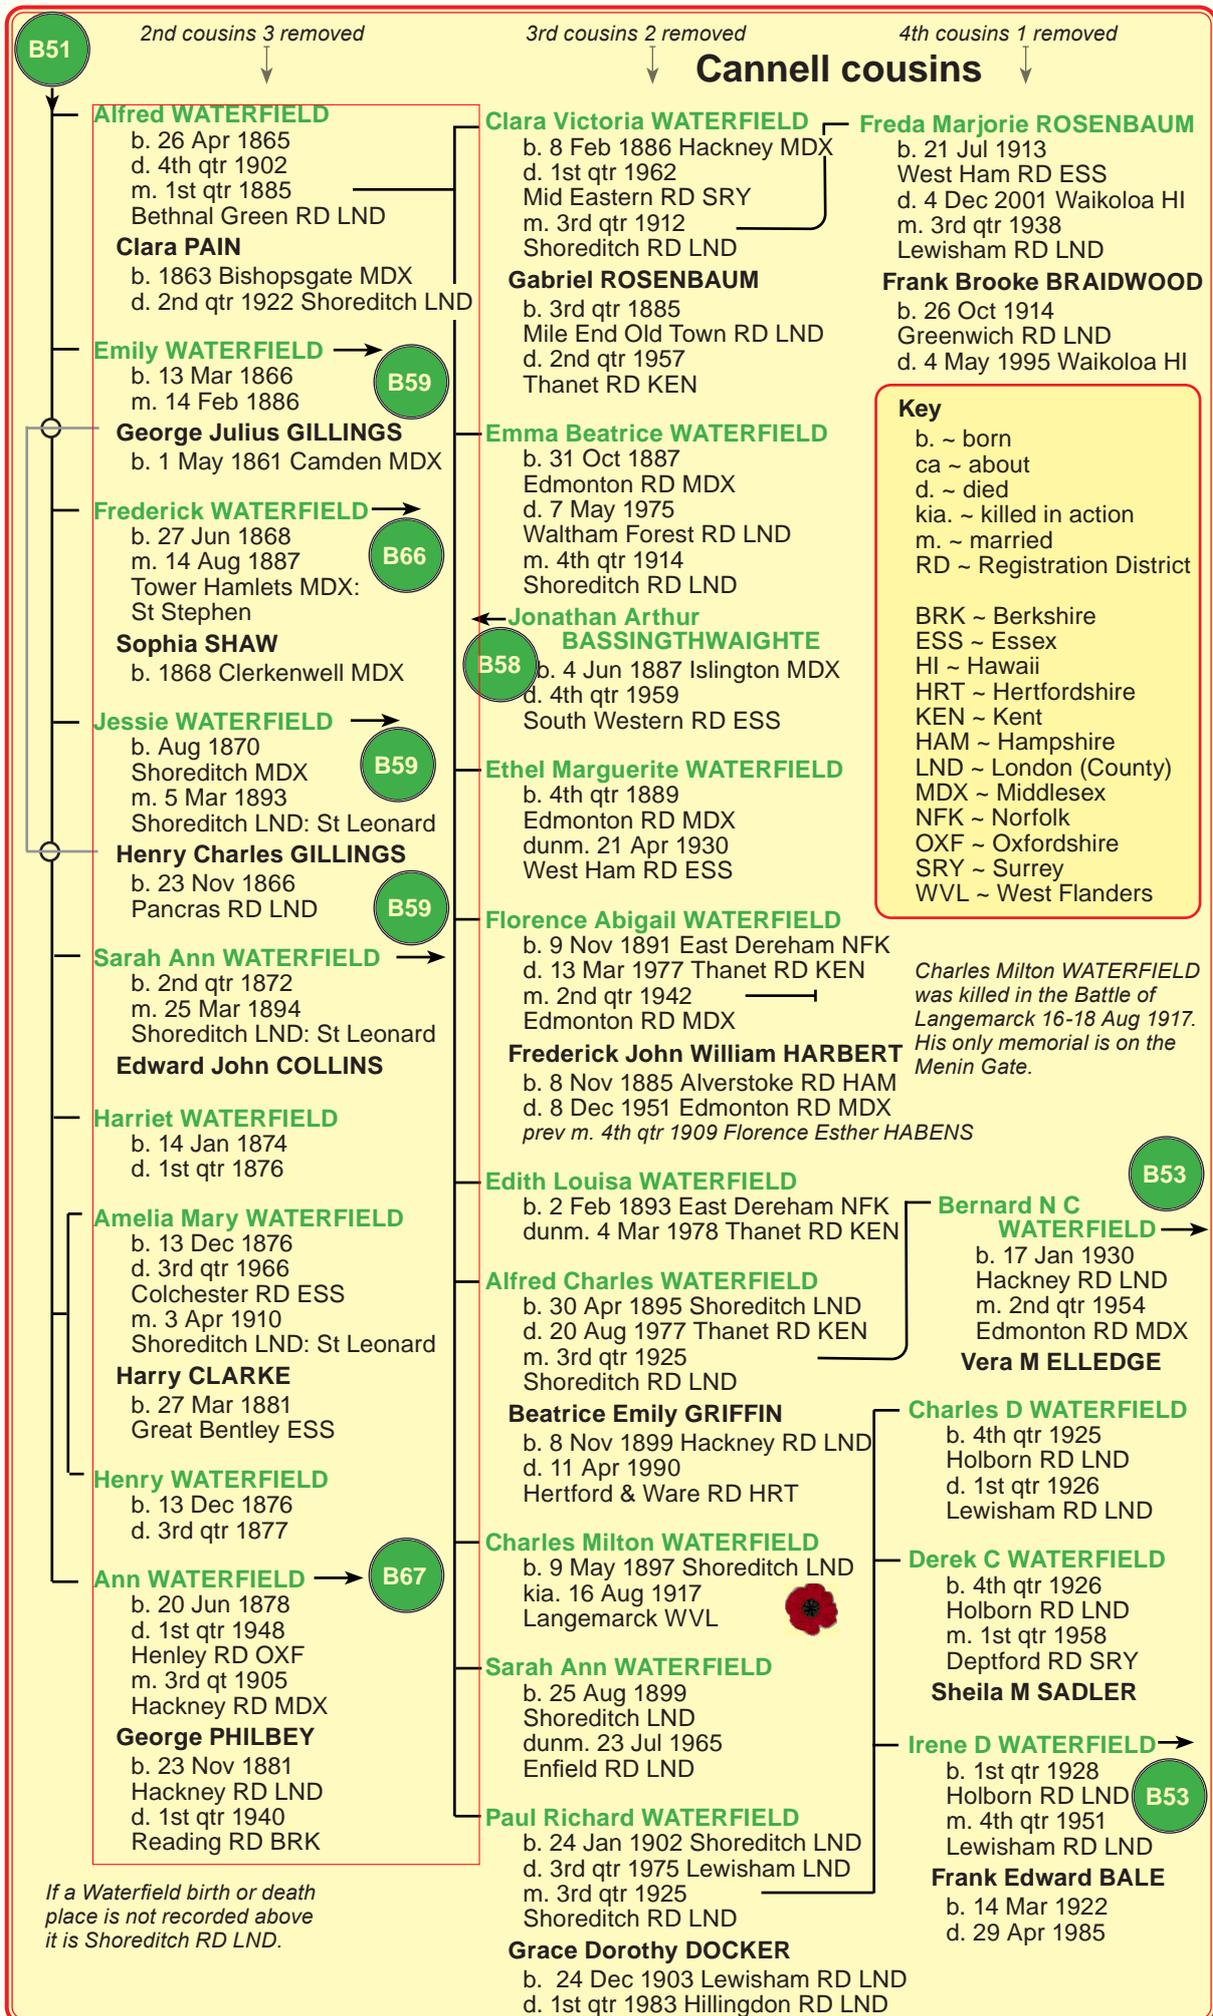 B51
2nd cousins 3 removed
3rd cousins 2 removed
4th cousins 1 removed
Cannell cousins
Alfred WATERFIELD
b. 26 Apr 1865
d. 4th qtr 1902
m. 1st qtr 1885
Bethnal Green RD LND
Clara PAIN
b. 1863 Bishopsgate MDX
d. 2nd qtr 1922 Shoreditch LND
Emily WATERFIELD
B59
b. 13 Mar 1866
m. 14 Feb 1886
George Julius GILLINGS
b. 1 May 1861 Camden MDX
Frederick WATERFIELD
B66
b. 27 Jun 1868
m. 14 Aug 1887
Tower Hamlets MDX:
St Stephen
Sophia SHAW
b. 1868 Clerkenwell MDX
Jessie WATERFIELD
B59
b. Aug 1870
Shoreditch MDX
m. 5 Mar 1893
Shoreditch LND: St Leonard
Henry Charles GILLINGS
b. 23 Nov 1866
Pancras RD LND
B59
Sarah Ann WATERFIELD
b. 2nd qtr 1872
m. 25 Mar 1894
Shoreditch LND: St Leonard
Edward John COLLINS
Harriet WATERFIELD
b. 14 Jan 1874
d. 1st qtr 1876
Amelia Mary WATERFIELD
b. 13 Dec 1876
d. 3rd qtr 1966
Colchester RD ESS
m. 3 Apr 1910
Shoreditch LND: St Leonard
Harry CLARKE
b. 27 Mar 1881
Great Bentley ESS
Henry WATERFIELD
b. 13 Dec 1876
d. 3rd qtr 1877
Ann WATERFIELD
B67
b. 20 Jun 1878
d. 1st qtr 1948
Henley RD OXF
m. 3rd qt 1905
Hackney RD MDX
George PHILBEY
b. 23 Nov 1881
Hackney RD LND
d. 1st qtr 1940
Reading RD BRK
If a Waterfield birth or death
place is not recorded above
it is Shoreditch RD LND.
Clara Victoria WATERFIELD
b. 8 Feb 1886 Hackney MDX
d. 1st qtr 1962
Mid Eastern RD SRY
m. 3rd qtr 1912
Shoreditch RD LND
Gabriel ROSENBAUM
b. 3rd qtr 1885
Mile End Old Town RD LND
d. 2nd qtr 1957
Thanet RD KEN
Emma Beatrice WATERFIELD
b. 31 Oct 1887
Edmonton RD MDX
d. 7 May 1975
Waltham Forest RD LND
m. 4th qtr 1914
Shoreditch RD LND
Jonathan Arthur
BASSINGTHWAIGHTE
B58
b. 4 Jun 1887 Islington MDX
d. 4th qtr 1959
South Western RD ESS
Ethel Marguerite WATERFIELD
b. 4th qtr 1889
Edmonton RD MDX
dunm. 21 Apr 1930
West Ham RD ESS
Florence Abigail WATERFIELD
b. 9 Nov 1891 East Dereham NFK
d. 13 Mar 1977 Thanet RD KEN
m. 2nd qtr 1942
Edmonton RD MDX
Frederick John William HARBERT
b. 8 Nov 1885 Alverstoke RD HAM
d. 8 Dec 1951 Edmonton RD MDX
prev m. 4th qtr 1909 Florence Esther HABENS
Edith Louisa WATERFIELD
b. 2 Feb 1893 East Dereham NFK
dunm. 4 Mar 1978 Thanet RD KEN
Alfred Charles WATERFIELD
b. 30 Apr 1895 Shoreditch LND
d. 20 Aug 1977 Thanet RD KEN
m. 3rd qtr 1925
Shoreditch RD LND
Beatrice Emily GRIFFIN
b. 8 Nov 1899 Hackney RD LND
d. 11 Apr 1990
Hertford & Ware RD HRT
Charles Milton WATERFIELD
b. 9 May 1897 Shoreditch LND
kia. 16 Aug 1917
Langemarck WVL
Sarah Ann WATERFIELD
b. 25 Aug 1899
Shoreditch LND
dunm. 23 Jul 1965
Enfield RD LND
Paul Richard WATERFIELD
b. 24 Jan 1902 Shoreditch LND
d. 3rd qtr 1975 Lewisham LND
m. 3rd qtr 1925
Shoreditch RD LND
Grace Dorothy DOCKER
b. 24 Dec 1903 Lewisham RD LND
d. 1st qtr 1983 Hillingdon RD LND
Freda Marjorie ROSENBAUM
b. 21 Jul 1913
West Ham RD ESS
d. 4 Dec 2001 Waikoloa HI
m. 3rd qtr 1938
Lewisham RD LND
Frank Brooke BRAIDWOOD
b. 26 Oct 1914
Greenwich RD LND
d. 4 May 1995 Waikoloa HI
Key
b. ~ born
ca ~ about
d. ~ died
kia. ~ killed in action
m. ~ married
RD ~ Registration District
BRK ~ Berkshire
ESS ~ Essex
HI ~ Hawaii
HRT ~ Hertfordshire
KEN ~ Kent
HAM ~ Hampshire
LND ~ London (County)
MDX ~ Middlesex
NFK ~ Norfolk
OXF ~ Oxfordshire
SRY ~ Surrey
WVL ~ West Flanders
Charles Milton WATERFIELD
was killed in the Battle of
Langemarck 16-18 Aug 1917.
His only memorial is on the
Menin Gate.
B53
Bernard N C
WATERFIELD
b. 17 Jan 1930
Hackney RD LND
m. 2nd qtr 1954
Edmonton RD MDX
Vera M ELLEDGE
Charles D WATERFIELD
b. 4th qtr 1925
Holborn RD LND
d. 1st qtr 1926
Lewisham RD LND
Derek C WATERFIELD
b. 4th qtr 1926
Holborn RD LND
m. 1st qtr 1958
Deptford RD SRY
Sheila M SADLER
Irene D WATERFIELD
b. 1st qtr 1928
Holborn RD LND
B53
m. 4th qtr 1951
Lewisham RD LND
Frank Edward BALE
b. 14 Mar 1922
d. 29 Apr 1985